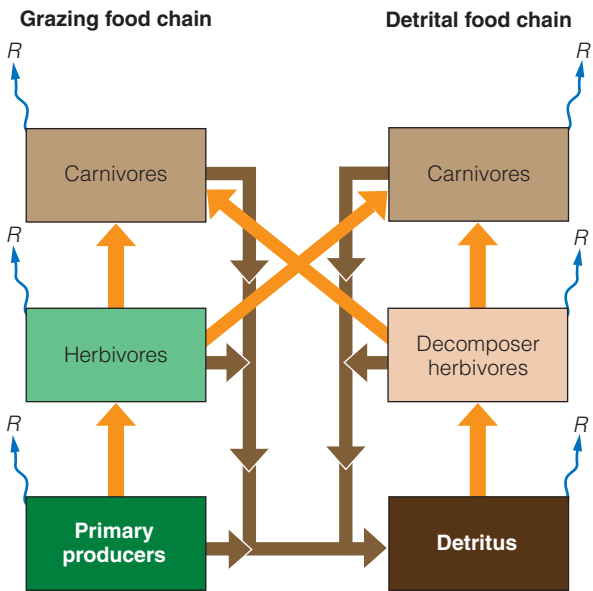 Grazing food chain
Detrital food chain
R
R
Carnivores
Carnivores
R
R
Herbivores
Decomposer
herbivores
R
R
Primary
producers
Detritus